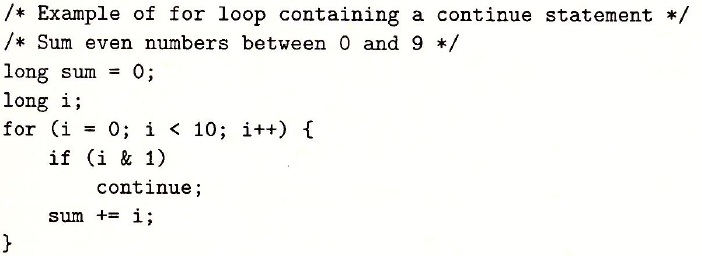 /* Example of for loop containing a continue statement */
/* Sum even numbers between 0 and 9 */
long sum = 0;
long i;
for (i = 0; i < 10; i++) {
    if (i & 1)
        continue;
    sum += i;
}